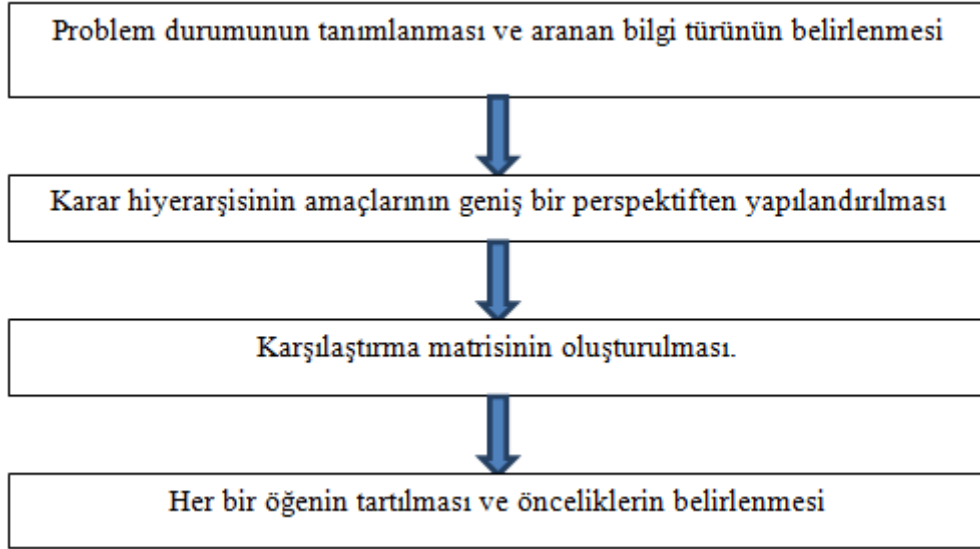 Problem durumunun tanımlanması ve aranan bilgi türünün belirlenmesi
Karar hiyerarşisinin amaçlarının geniş bir perspektiften yapılandırılması
Karşılaştırma matrisinin oluşturulması.
Her bir öğenin tartılması ve önceliklerin belirlenmesi